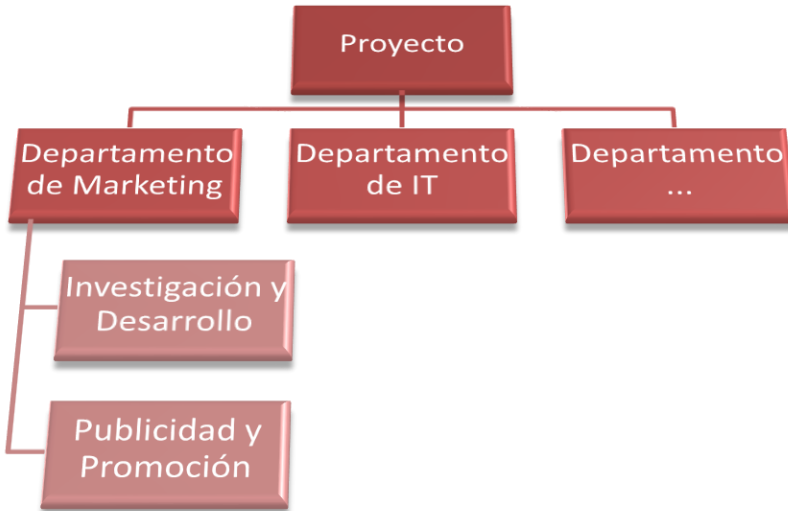 Proyecto
Departamento
de Marketing
Departamento
de IT
Departamento
...
Investigación y
Desarrollo
Publicidad y
Promoción